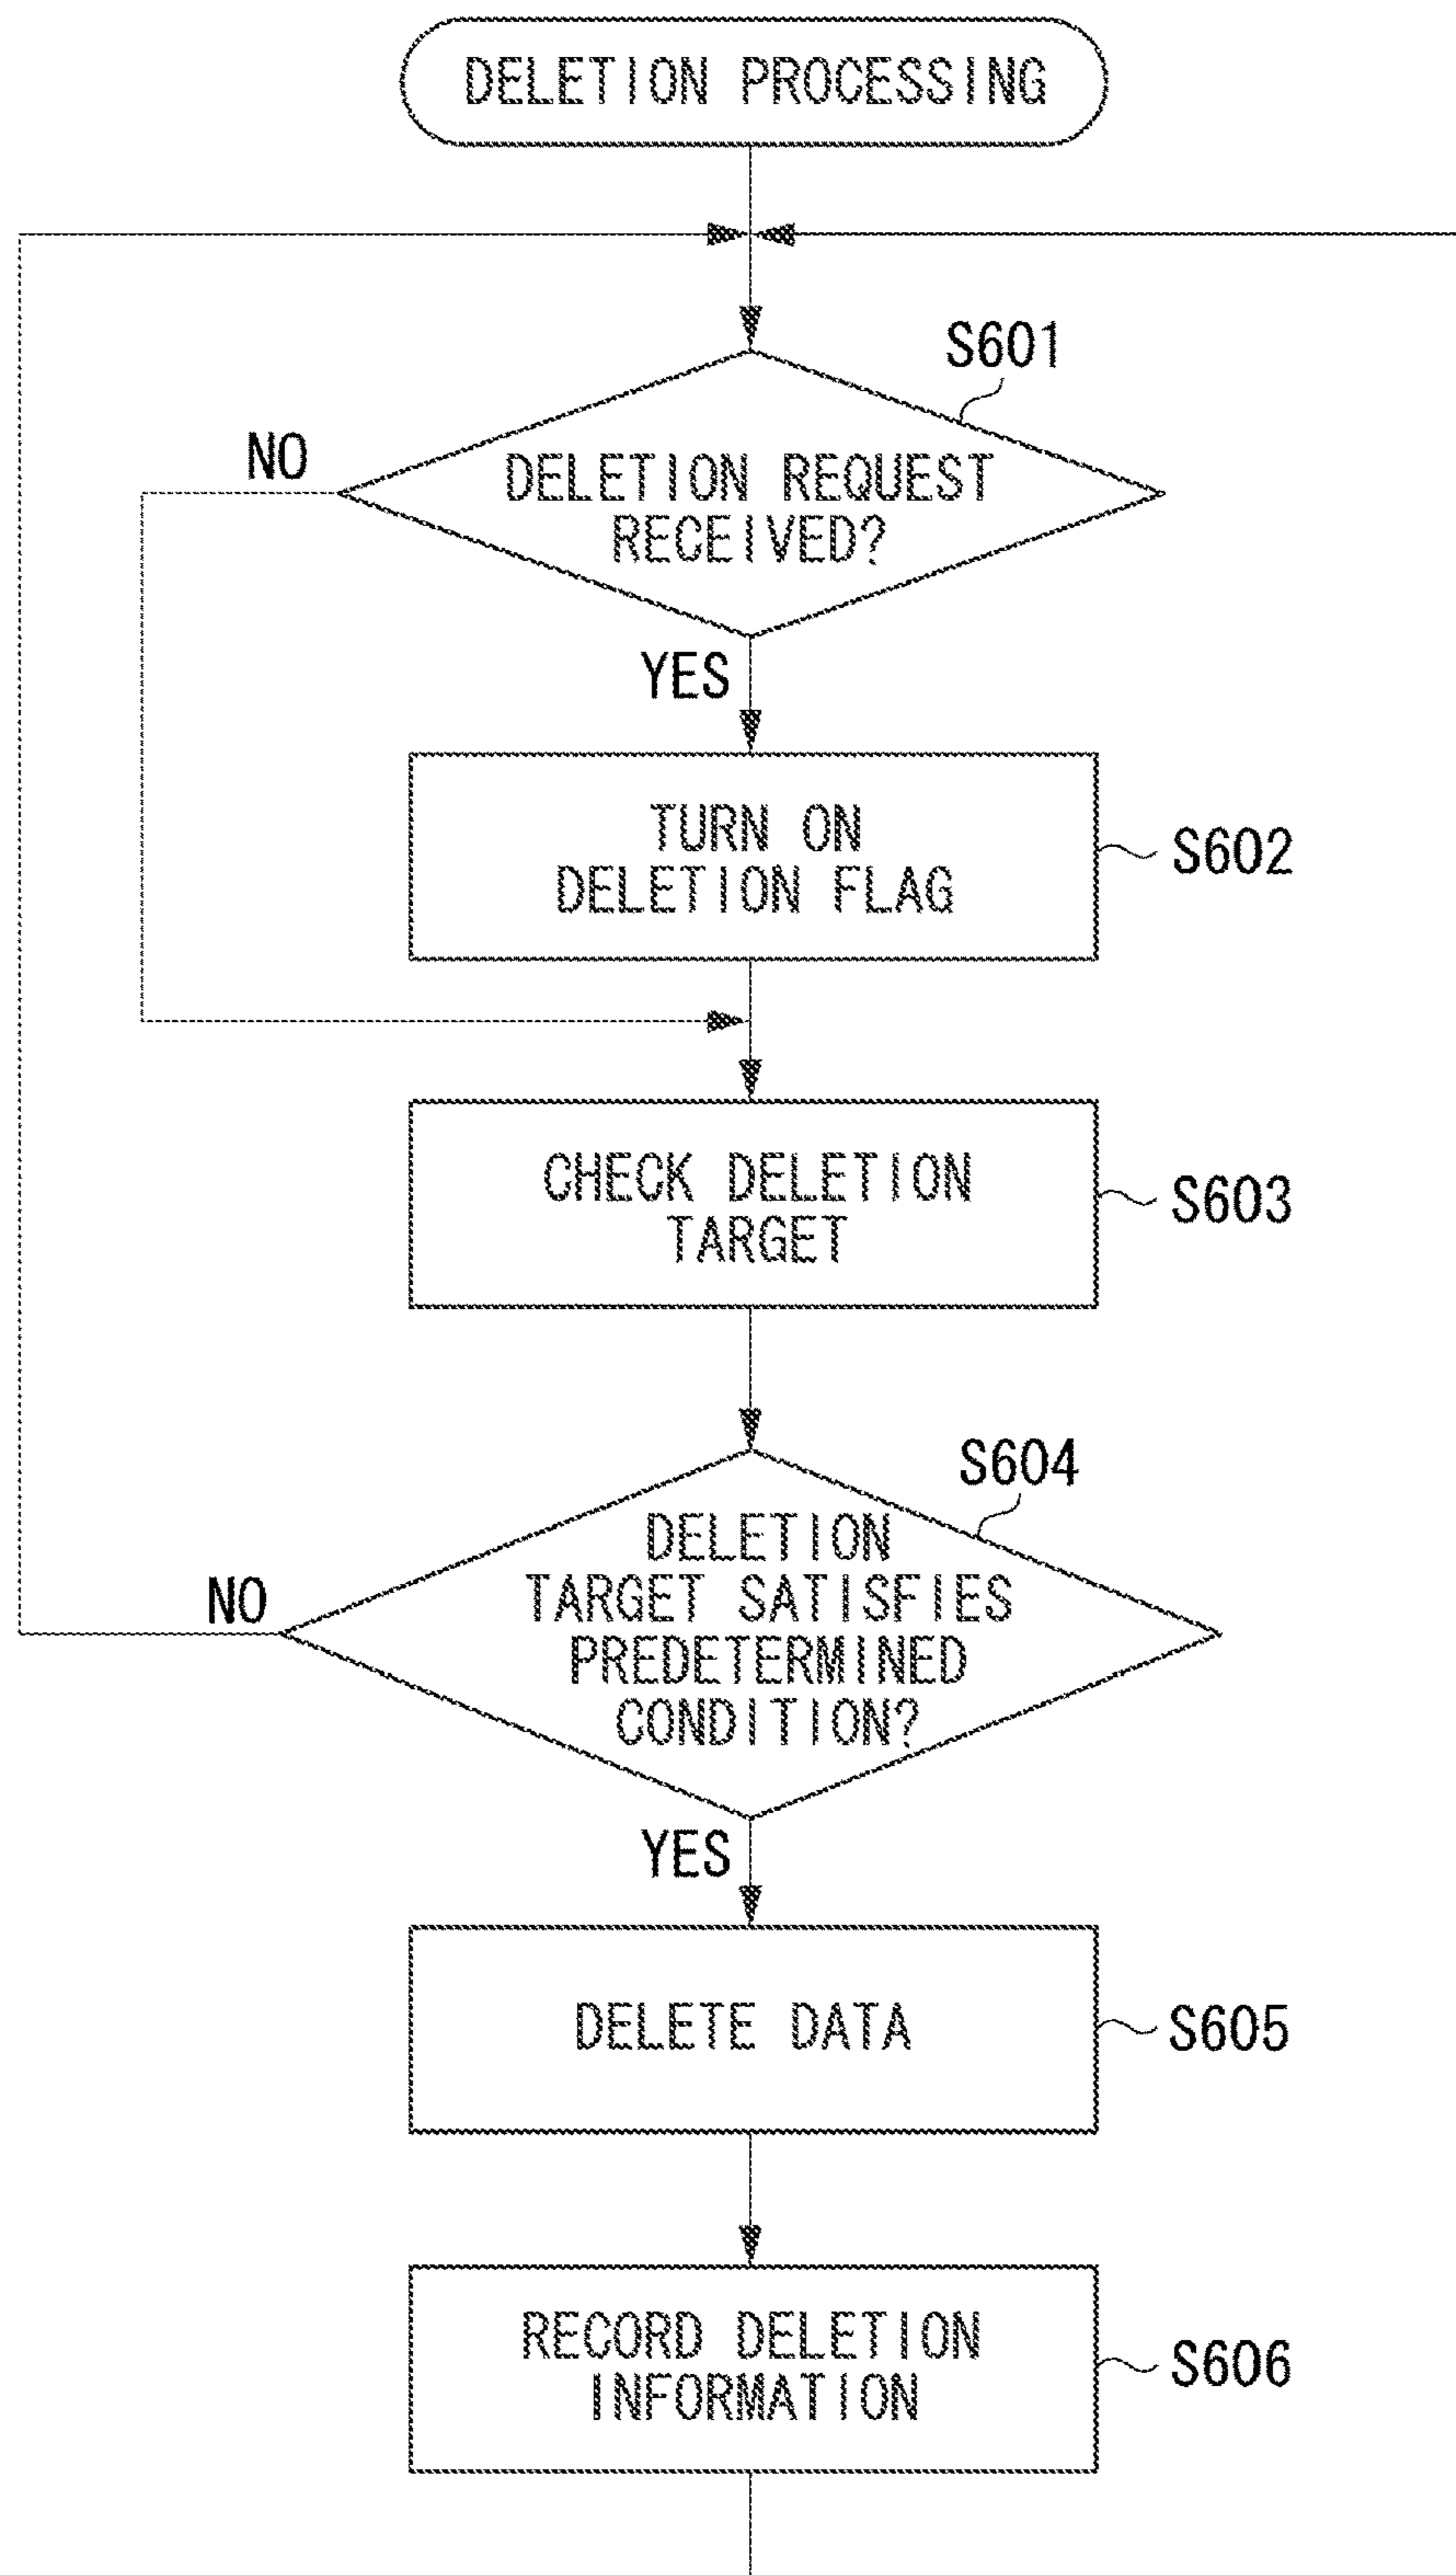 DELETION PROCESSING
S601
NO
DELETION REQUEST
RECEIVED?
YES
TURN ON
DELETION FLAG
S602
CHECK DELETION
TARGET
S603
S604
DELETION
TARGET SATISFIES
PREDETERMINED
CONDITION?
NO
YES
DELETE DATA
S605
RECORD DELETION
INFORMATION
S606